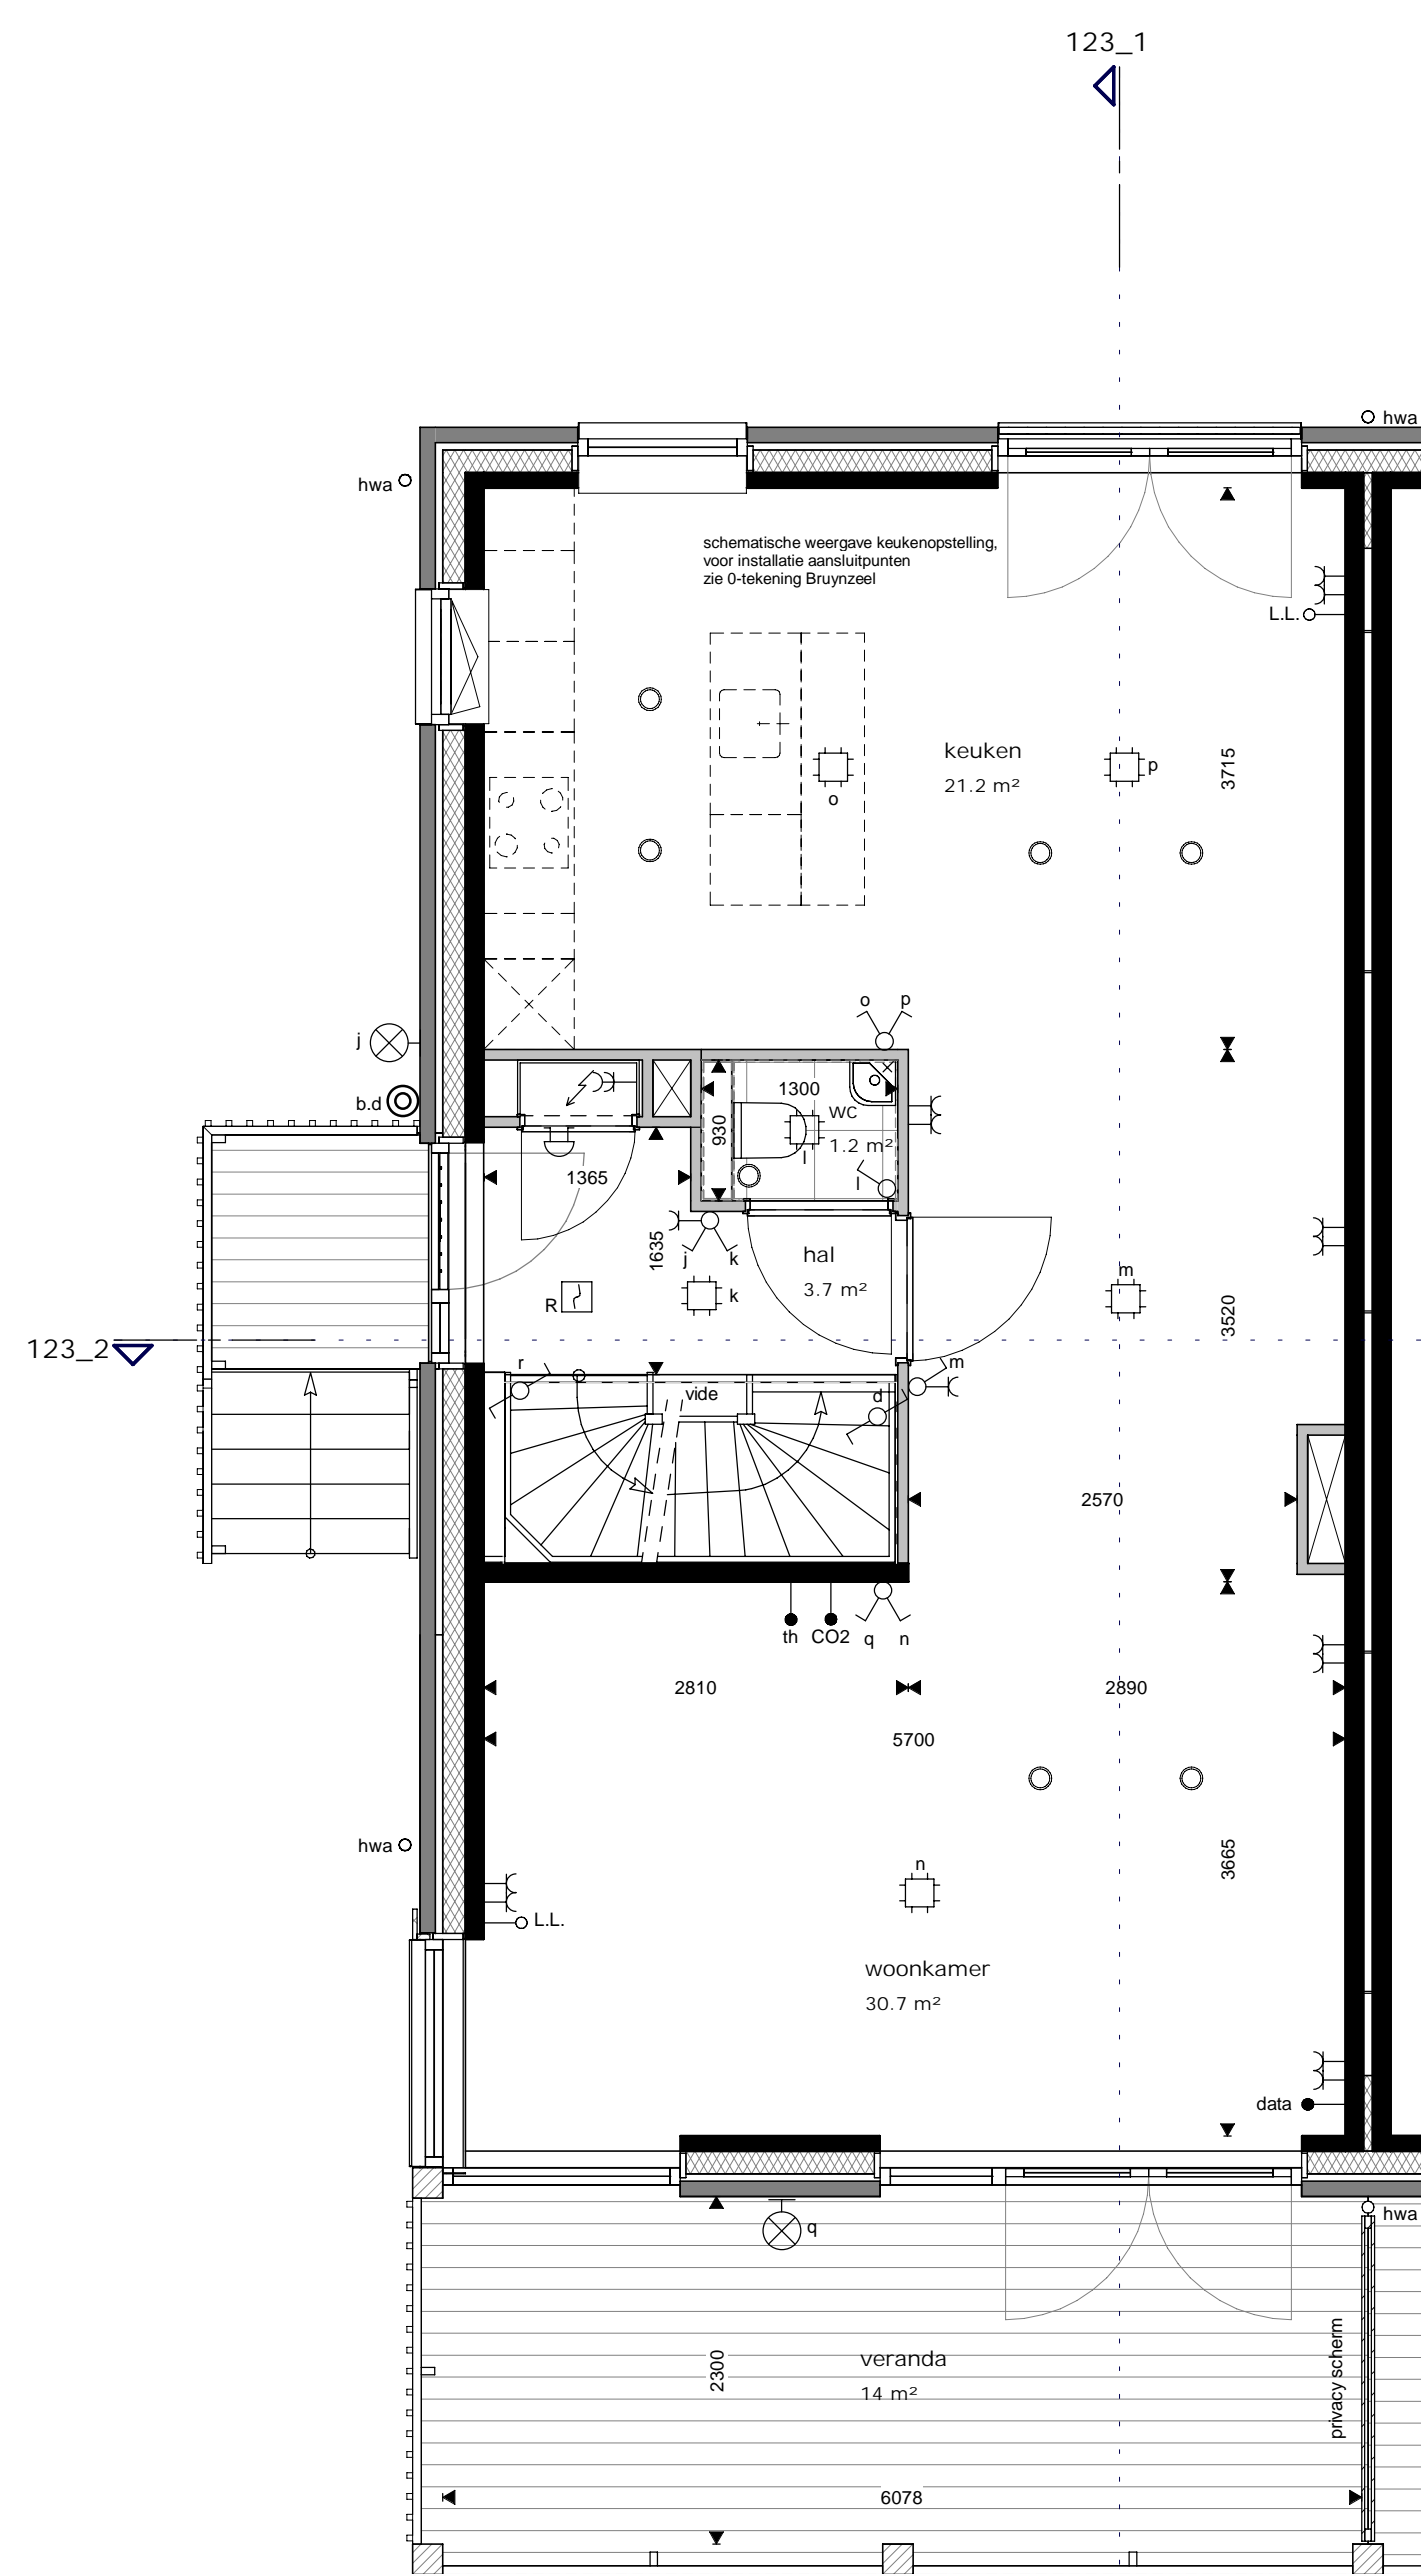 123_1
hwa
hwa
schematische weergave keukenopstelling,
voor installatie aansluitpunten
zie 0-tekening Bruynzeel
L.L.
keuken
21.2 m²
p
o
3715
o p
j
b.d
1300
wc
930
1.2 m²
l
l
1365
1635
j k
hal
3.7 m²
R
k
m
3520
123_2
r
vide
d
m
2570
th CO2 q n
2810
2890
5700
hwa
3665
n
L.L.
woonkamer
30.7 m²
data
q
hwa
2300
veranda
14 m²
privacy scherm
6078